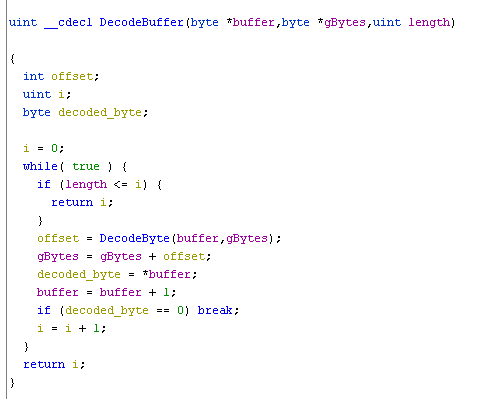 uint __cdecl DecodeBuffer(byte *buffer,byte *gBytes,uint length)
{
int offset;
uint i;
byte decoded_byte;
i = 0;
while( true ) {
if (length <= i) {
return i;
}
offset = DecodeByte(buffer,gBytes);
gBytes = gBytes + offset;
decoded_byte = *buffer;
buffer = buffer + 1;
if (decoded_byte == 0) break;
i = i + 1;
}
return i;
}